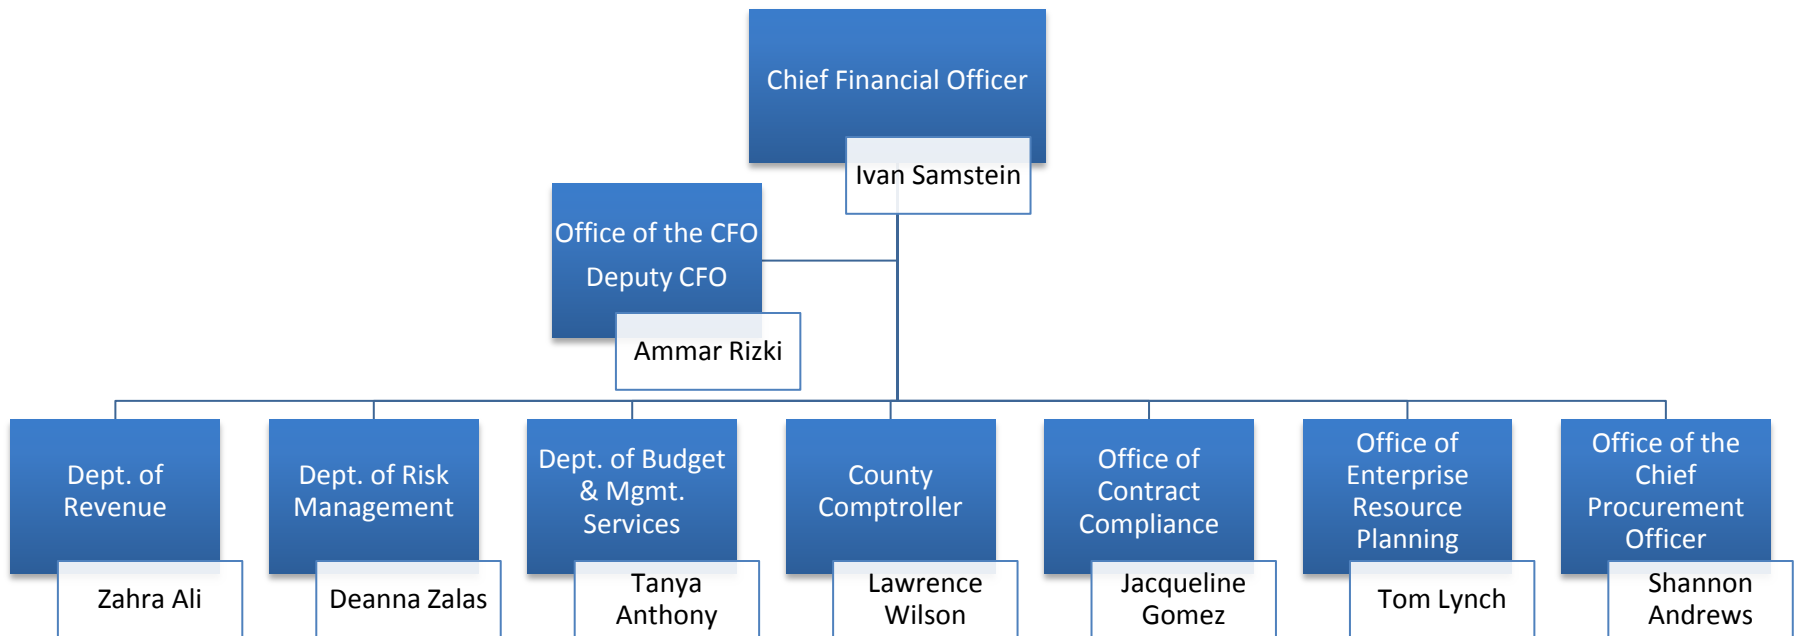 Chief Financial Officer
Ivan Samstein
Office of the CFO
Deputy CFO
Ammar Rizki
Dept. of
Revenue
Zahra Ali
Dept. of Risk
Management
Deanna Zalas
Dept. of Budget
& Mgmt.
Services
Tanya
Anthony
County
Comptroller
Lawrence
Wilson
Office of
Contract
Compliance
Jacqueline
Gomez
Office of
Enterprise
Resource
Planning
Tom Lynch
Office of the
Chief
Procurement
Officer
Shannon
Andrews